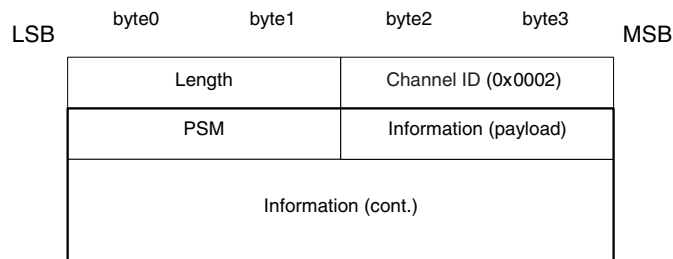 byte0 byte1 byte2 byte3
LSB MSB
Length Channel ID (0x0002)
PSM Information (payload)
Information (cont.)